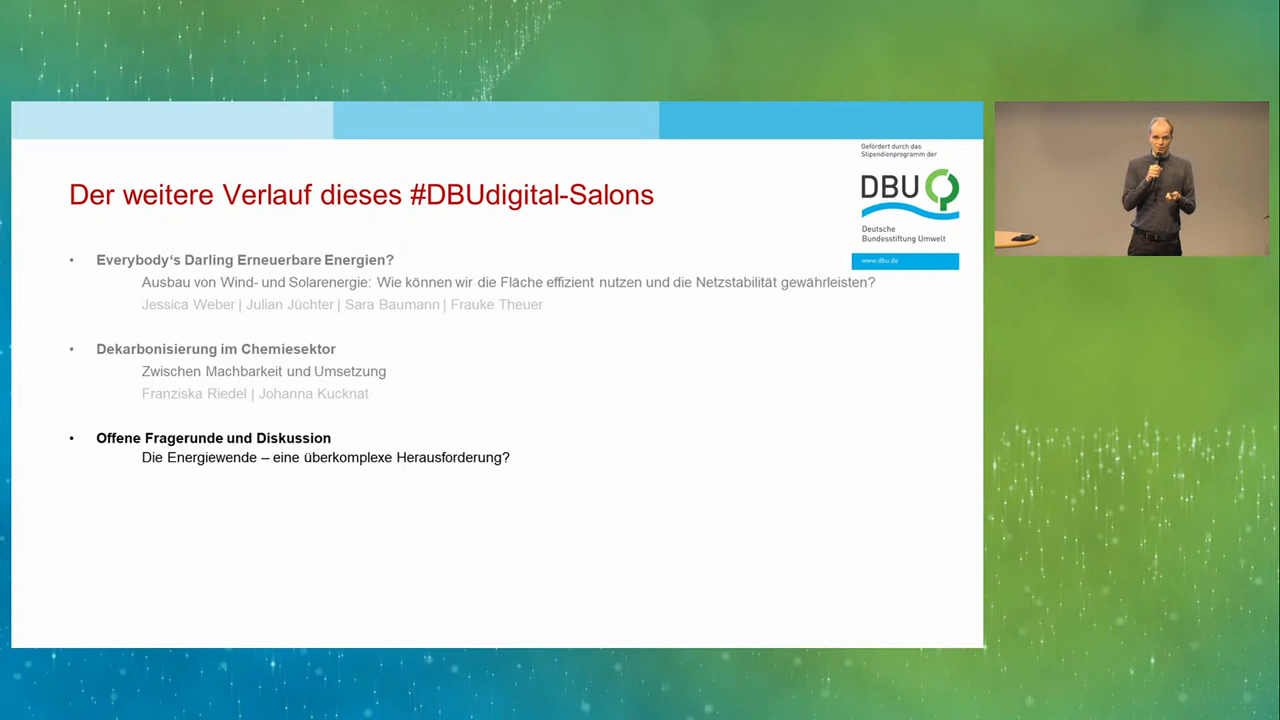 Gefördert durch das
Stipendienprogramm der
DBU
Deutsche
Bundesstiftung Umwelt
www.dbu.de
Der weitere Verlauf dieses #DBUdigital-Salons
• Everybody's Darling Erneuerbare Energien?
Ausbau von Wind- und Solarenergie: Wie können wir die Fläche effizient nutzen und die Netzstabilität gewährleisten?
Jessica Weber | Julian Jüchter | Sara Baumann | Frauke Theuer
• Dekarbonisierung im Chemiesektor
Zwischen Machbarkeit und Umsetzung
Franziska Riedel | Johanna Kucknat
• Offene Fragerunde und Diskussion
Die Energiewende – eine überkomplexe Herausforderung?